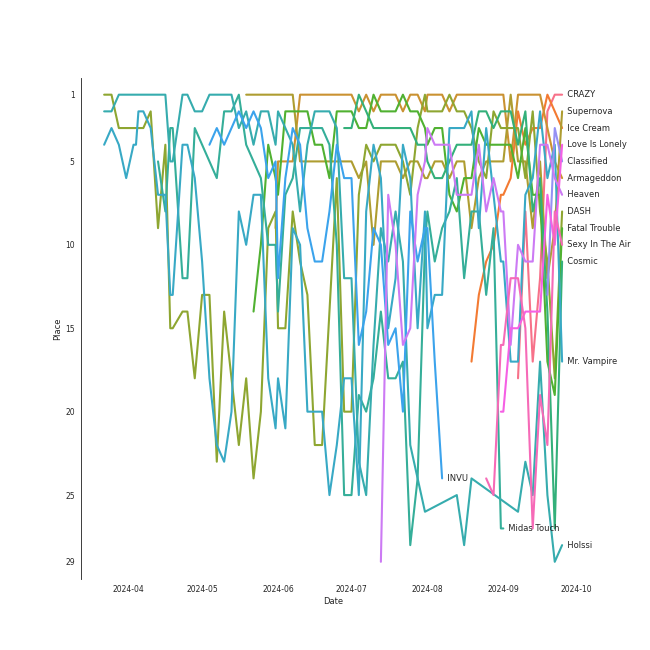 1
5
10
15
20
25
29
Place
2024-04
2024-05
2024-06
2024-07
2024-08
2024-09
2024-10
Date
CRAZY
Supernova
Ice Cream
Love Is Lonely
Classified
Armageddon
Heaven
DASH
Fatal Trouble
Sexy In The Air
Cosmic
Mr. Vampire
INVU
Midas Touch
Holssi